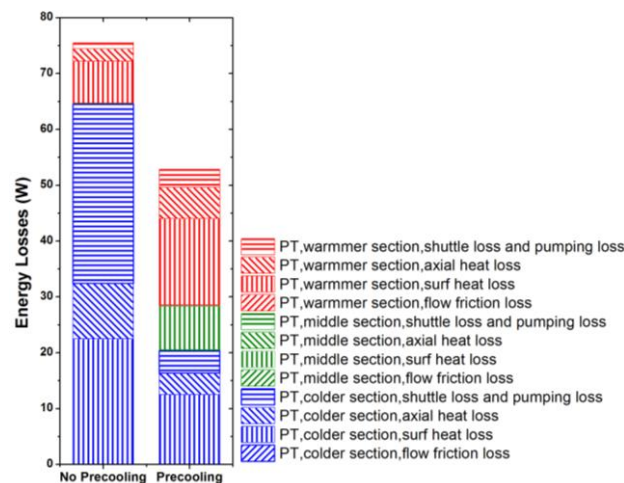 80
70
60
50
40
30
20
10
0
Energy Losses (W)
No Precooling
Precooling
PT,warmmer section,shuttle loss and pumping loss
PT,warmmer section,axial heat loss
PT,warmmer section,surf heat loss
PT,warmmer section,flow friction loss
PT,middle section,shuttle loss and pumping loss
PT,middle section,axial heat loss
PT,middle section,surf heat loss
PT,middle section,flow friction loss
PT,colder section,shuttle loss and pumping loss
PT,colder section,axial heat loss
PT,colder section,surf heat loss
PT,colder section,flow friction loss